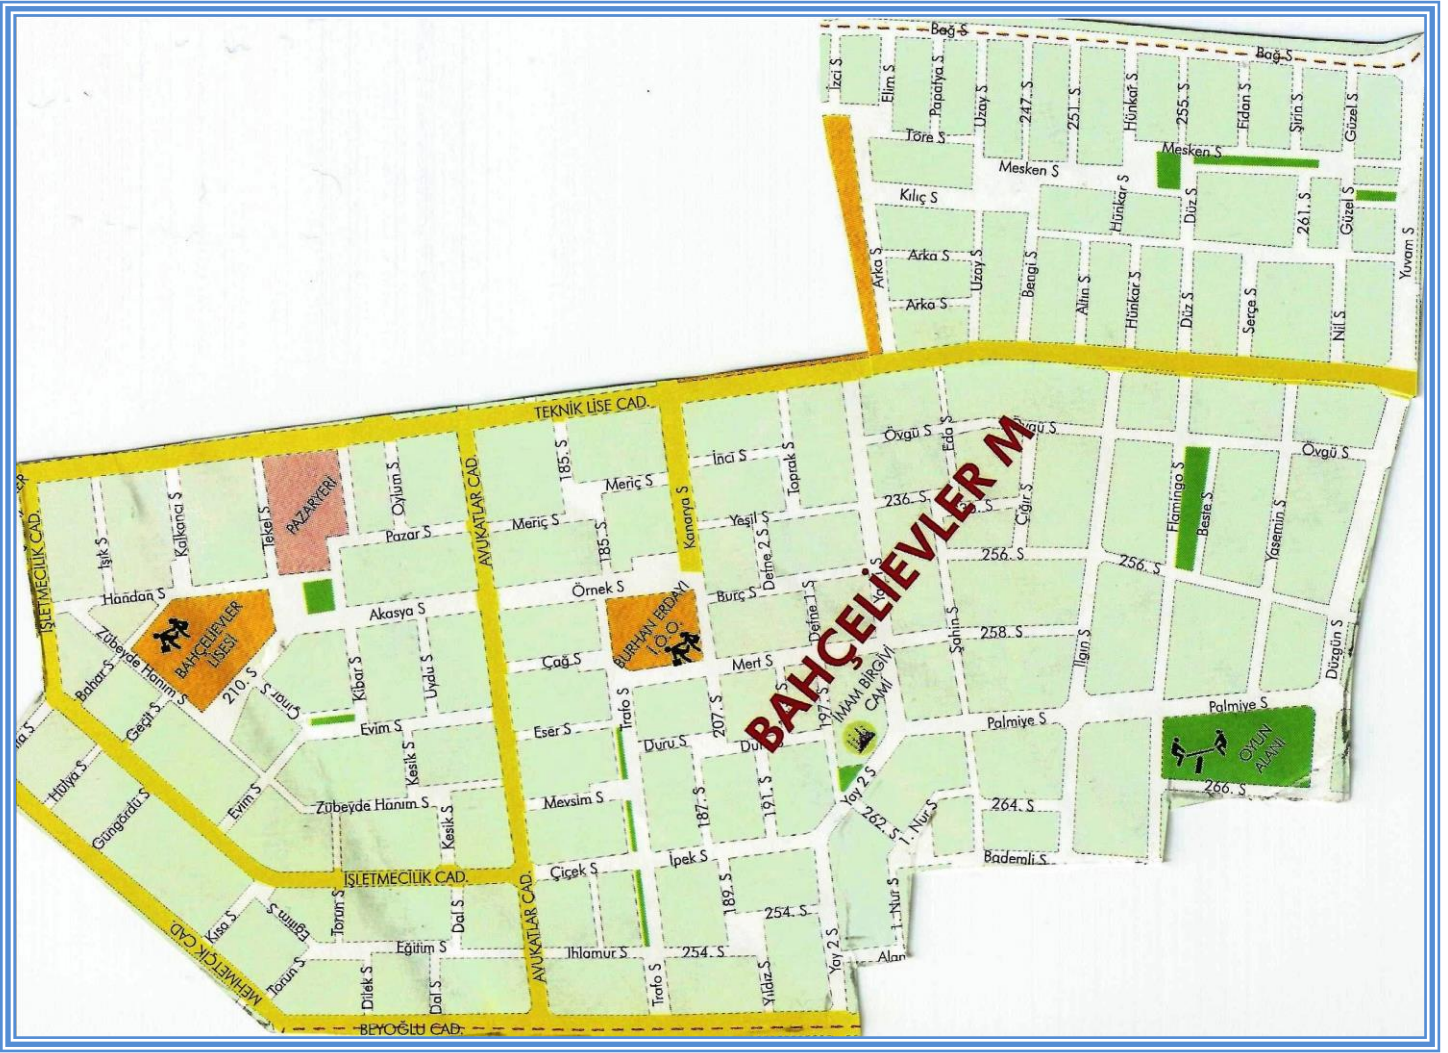 Bağ S
Bağ S
İzci S
Elim S
Papatya S
Uzay S
247. S
251. S
Hünkar S
255. S
Fidan S
Şirin S
Güzel S
Töre S
Mesken S
Mesken S
Kılıç S
Hünkar S
Düz S
261. S
Güzel S
Yuvam S
Arka S
Arka S
Uzay S
Bengi S
Altın S
Hünkar S
Düz S
Serçe S
Nil S
Arka S
TEKNİK LİSE CAD.
BAHÇELİEVLER M
Övgü S
Eda S
Övgü S
İnci S
Toprak S
185. S
Meriç S
Oylum S
AVUKATLAR CAD.
PAZARYERİ
Işık S
Kalkancı S
Tekel S
Flamingo S
Beste S
Yasemin S
236. S
Çığır S
Kanarya S
Yeşil S
Meriç S
185. S
Pazar S
İŞLETMECİLİK CAD.
Defne 2 S
256. S
256. S
Örnek S
Burç S
Defne 1 S
Handan S
Akasya S
BAHÇELİEVLER
LİSESİ
BURHAN ERDAYI
İ.Ö.O.
Şahin S
258. S
Ilgın S
Düzgün S
Zübeyde Hanım S
Bahar S
210. S
Çınar S
Kibar S
Uydu S
Çağ S
Mert S
İMAM BİRGİVİ
CAMİ
Geçit S
Evim S
Eser S
Trafo S
207. S
197. S
Palmiye S
Palmiye S
Duru S
OYUN
ALANI
Hülya S
Kesik S
Yay 2 S
266. S
Güngördü S
Evim S
Zübeyde Hanım S
Kesik S
Mevsim S
187. S
191. S
262. S
1. Nur S
264. S
İŞLETMECİLİK CAD.
Çiçek S
İpek S
Bademli S
Kısa S
Eğitim S
Torun S
Dal S
AVUKATLAR CAD.
189. S
254. S
1. Nur S
MEHMETÇİK CAD.
Torun S
Eğitim S
Ihlamur S
254. S
Yay 2 S
Alan
Dilek S
Dal S
Trafo S
Yıldız S
BEYOĞLU CAD.